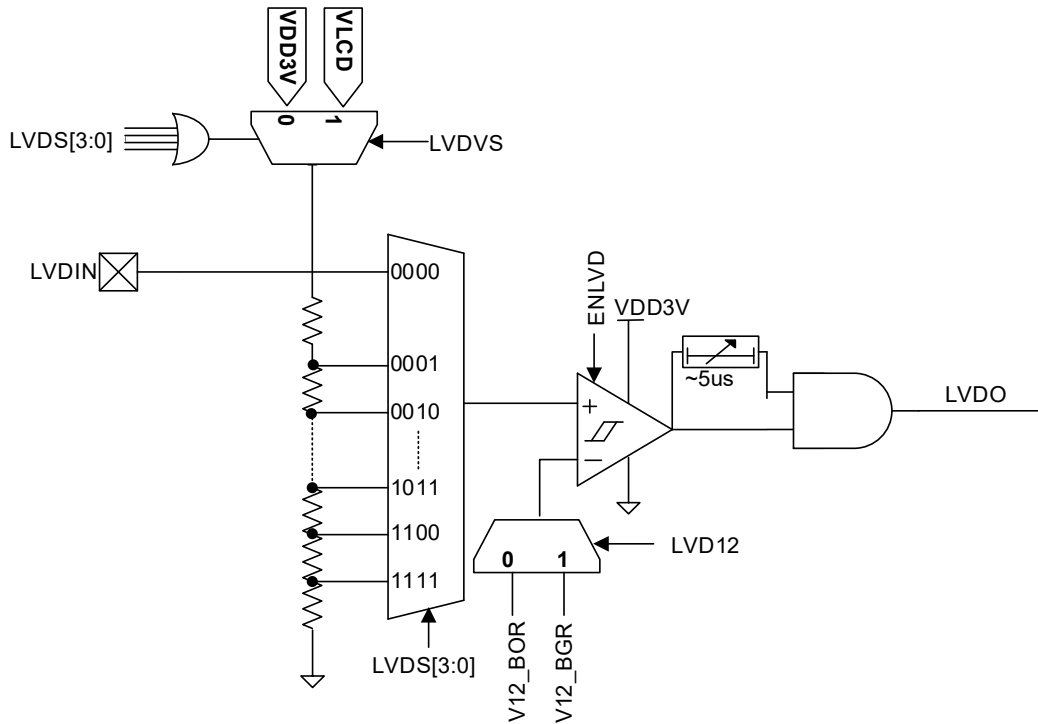 VDD3V
VLCD
0
1
LVDS[3:0]
LVDVS
LVDIN
0000
0001
0010
1011
1100
1111
LVDS[3:0]
ENLVD
VDD3V
+
−
~5us
LVDO
0
1
LVD12
V12_BOR
V12_BGR